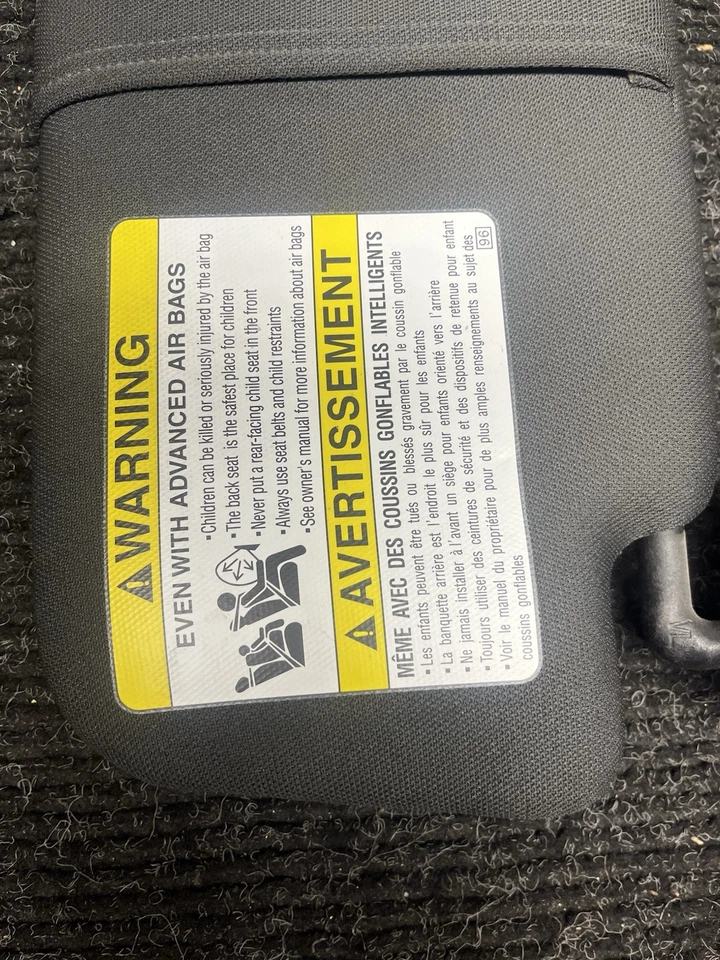 ⚠WARNING
EVEN WITH ADVANCED AIR BAGS
▪Children can be killed or seriously injured by the air bag
▪The back seat is the safest place for children
▪Never put a rear-facing child seat in the front
▪Always use seat belts and child restraints
▪See owner's manual for more information about air bags
⚠AVERTISSEMENT
MÊME AVEC DES COUSSINS GONFLABLES INTELLIGENTS
▪Les enfants peuvent être tués ou blessés gravement par le coussin gonflable
▪La banquette arrière est l'endroit le plus sûr pour les enfants
▪Ne jamais installer à l'avant un siège pour enfants orienté vers l'arrière
▪Toujours utiliser des ceintures de sécurité et des dispositifs de retenue pour enfant
▪Voir le manuel du propriétaire pour de plus amples renseignements au sujet des
coussins gonflables
96